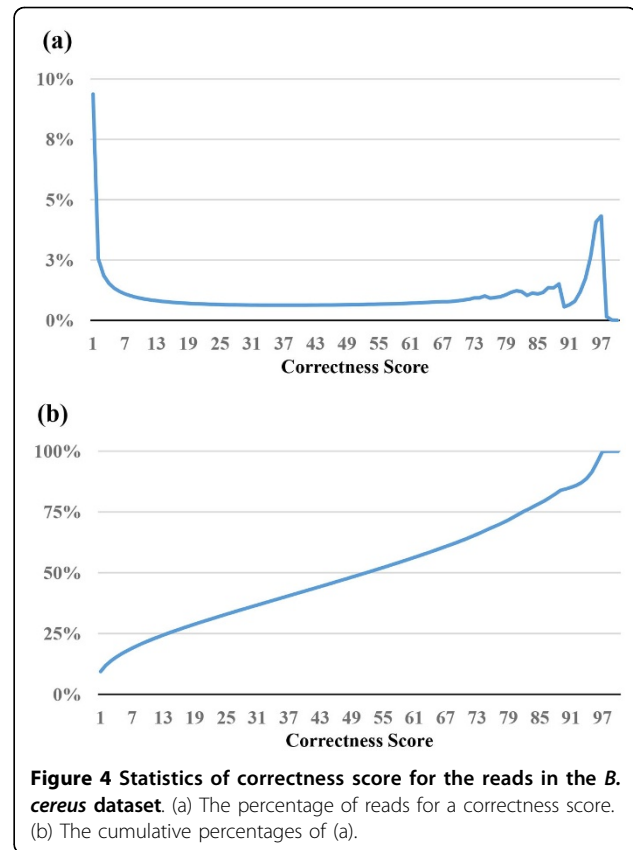 (a)
10%
8%
5%
3%
0%
1 7 13 19 25 31 37 43 49 55 61 67 73 79 85 91 97
Correctness Score
(b)
100%
75%
50%
25%
0%
1 7 13 19 25 31 37 43 49 55 61 67 73 79 85 91 97
Correctness Score
Figure 4 Statistics of correctness score for the reads in the B.
cereus dataset. (a) The percentage of reads for a correctness score.
(b) The cumulative percentages of (a).